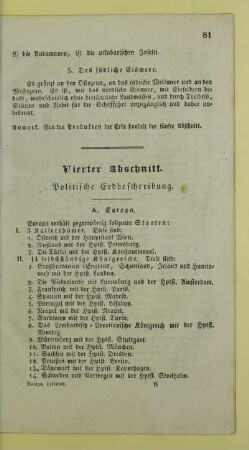 81
8) die Andamanen, 9) die nikobarischen Inseln.
5. Das südliche Eismeer.
Es gränzt an den Ostozean, an das indische Weltmeer und an den
Westozean. Es ist, wie das nördliche Eismeer, mit Eisfeldern be-
deckt, wahrscheinlich ohne beträchtliche Landmassen, und durch Treibeis,
Stürme und Nebel für die Schifffahrt unzugänglich und daher un-
bekannt.
Anmerk. Von den Produkten der Erde handelt der fünfte Abschnitt.
Vierter Abschnitt.
Politische Erdbeschreibung.
A. Europa.
Europa enthält gegenwärtig folgende Staaten:
I. 3 Kaiserthümer. Diese sind:
1. Östreich mit der Hauptstadt Wien.
2. Rußland mit der Hptst. Petersburg.
3. Die Türkei mit der Hptst. Konstantinopel.
II. 14 selbstständige Königreiche. Diese sind:
1. Großbritannien (England, Schottland, Irland und Hanno-
ver) mit der Hptst. London.
2. Die Niederlande mit Luxemburg und der Hptst. Amsterdam.
3. Frankreich mit der Hptst. Paris.
4. Spanien mit der Hptst. Madrid.
5. Portugal mit der Hptst. Lissabon.
6. Neapel mit der Hptst. Neapel.
7. Sardinien mit der Hptst. Turin.
8. Das Lombardisch-Venetianische Königreich mit der Hptst.
Venedig.
9. Würtemberg mit der Hptst. Stuttgart.
10. Baiern mit der Hptst. München.
11. Sachsen mit der Hptst. Dresden.
12. Preußen mit der Hptst. Berlin.
13. Dänemark mit der Hptst. Kopenhagen.
14. Schweden und Norwegen mit der Hptst. Stockholm.
6